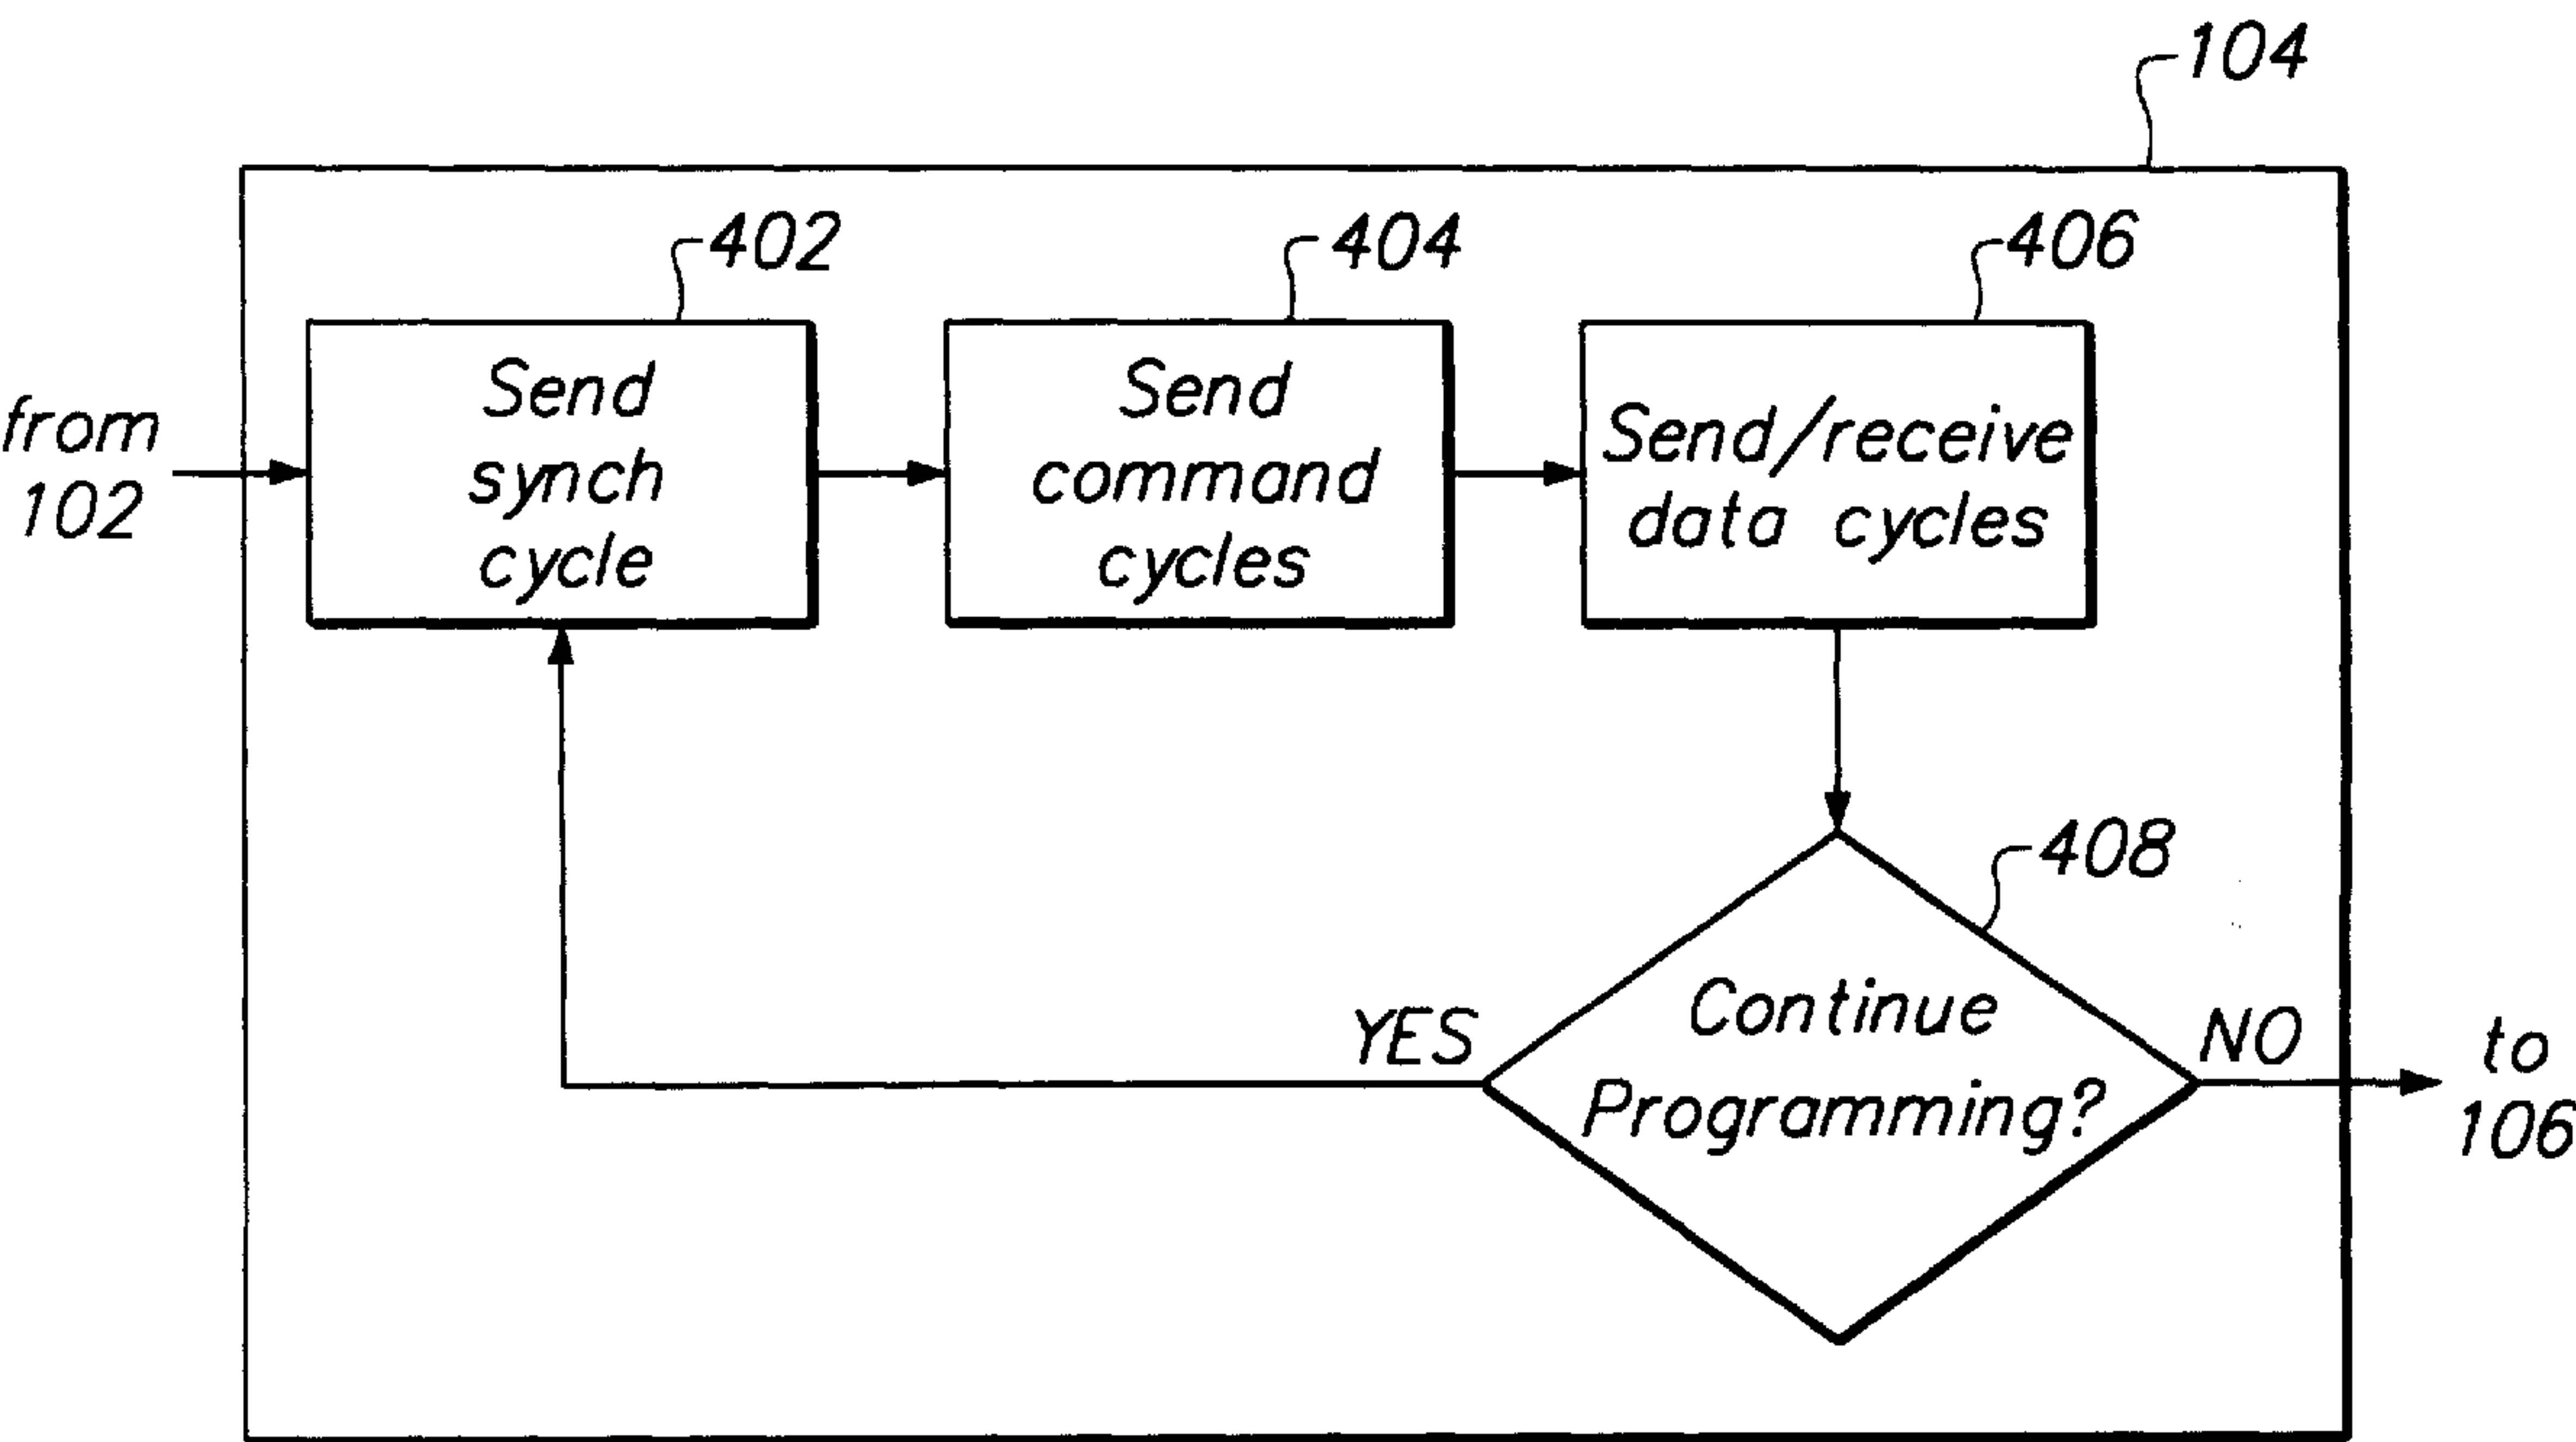 104
402
404
406
from
102
Send
synch
cycle
Send
command
cycles
Send/receive
data cycles
408
Continue
Programming?
YES
NO
to
106